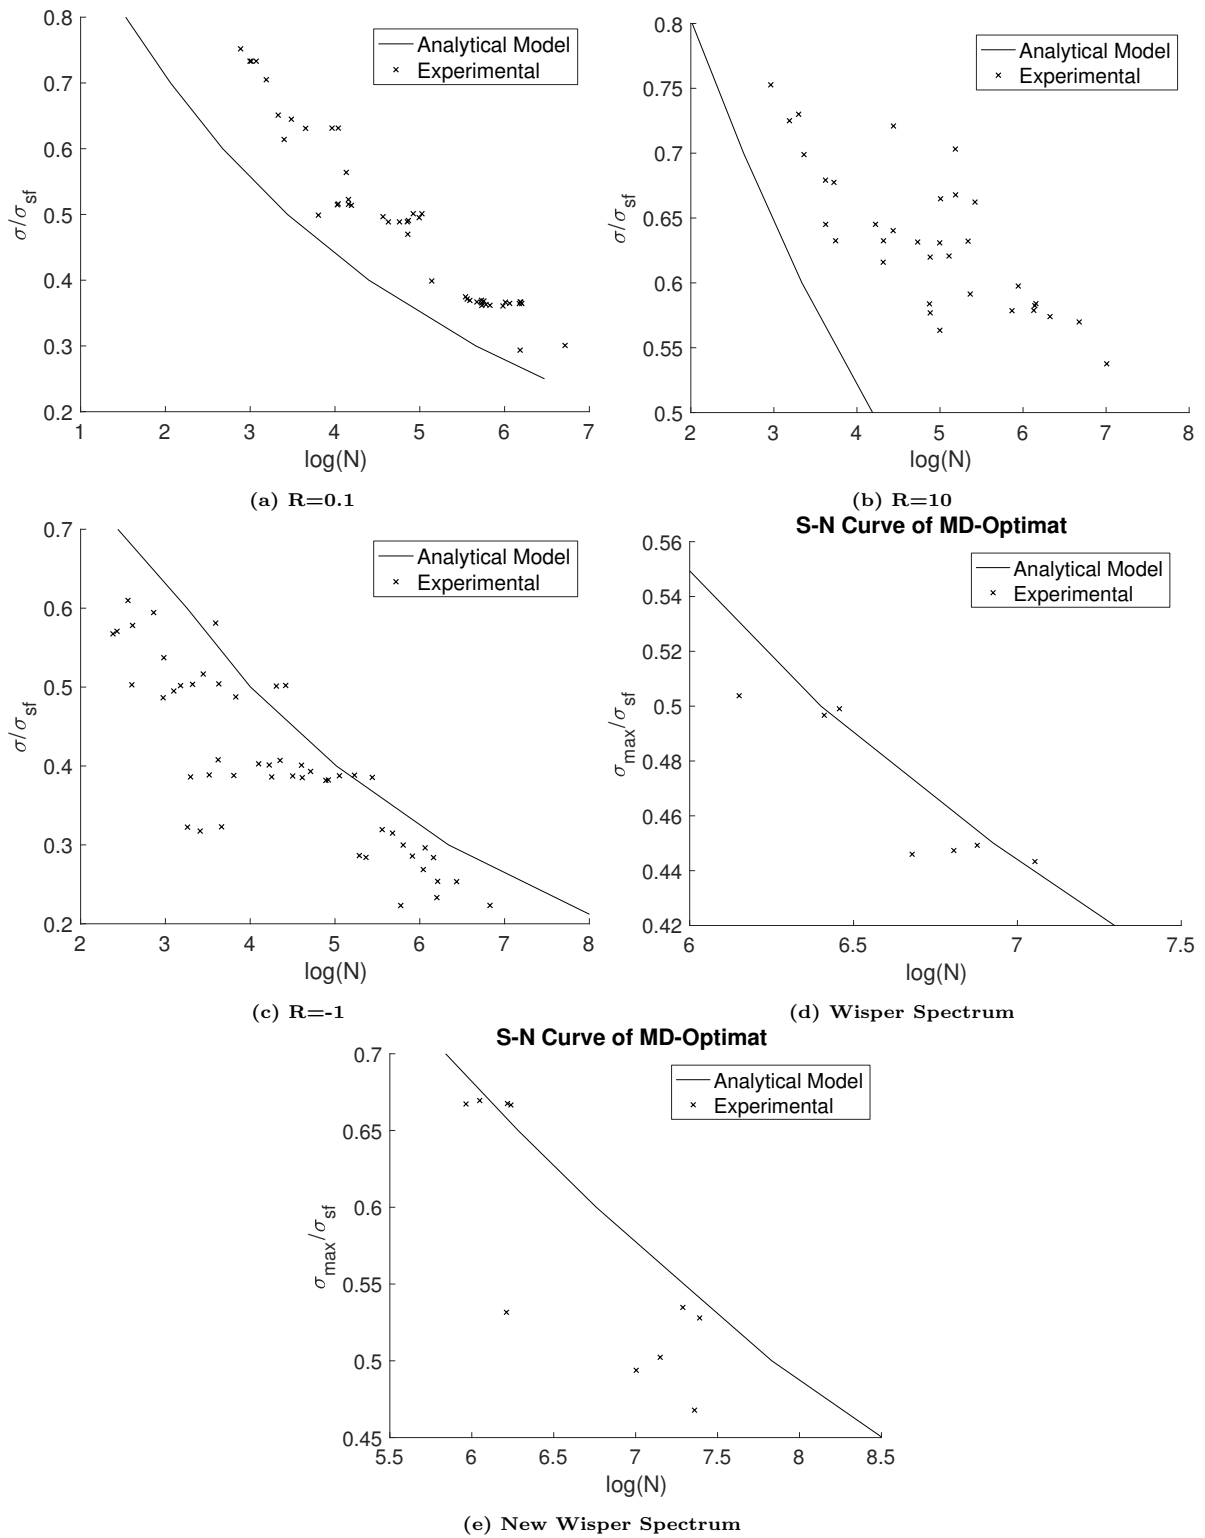 0.8
0.7
0.6
0.5
0.4
0.3
0.2
σ/σsf
1 2 3 4 5 6 7
log(N)
Analytical Model
Experimental
(a) R=0.1
0.8
0.75
0.7
0.65
0.6
0.55
0.5
σ/σsf
2 3 4 5 6 7 8
log(N)
Analytical Model
Experimental
(b) R=10
0.7
0.6
0.5
0.4
0.3
0.2
σ/σsf
2 3 4 5 6 7 8
log(N)
Analytical Model
Experimental
(c) R=-1
S-N Curve of MD-Optimat
0.56
0.54
0.52
0.5
0.48
0.46
0.44
0.42
σmax/σsf
6 6.5 7 7.5
log(N)
Analytical Model
Experimental
(d) Wisper Spectrum
S-N Curve of MD-Optimat
0.7
0.65
0.6
0.55
0.5
0.45
σmax/σsf
5.5 6 6.5 7 7.5 8 8.5
log(N)
Analytical Model
Experimental
(e) New Wisper Spectrum